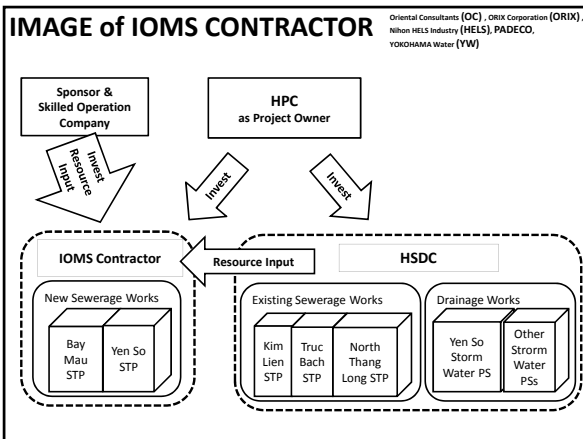 IMAGE of IOMS CONTRACTOR
Oriental Consultants (OC) , ORIX Corporation (ORIX) ,
Nihon HELS Industry (HELS), PADECO,
YOKOHAMA Water (YW)
Sponsor &
Skilled Operation
Company
HPC
as Project Owner
Invest
Resource
Input
Invest
Invest
IOMS Contractor
Resource Input
HSDC
New Sewerage Works
Existing Sewerage Works
Drainage Works
Bay
Mau
STP
Yen So
STP
Kim
Lien
STP
Truc
Bach
STP
North
Thang
Long STP
Yen So
Storm
Water PS
Other
Strorm
Water
PSs